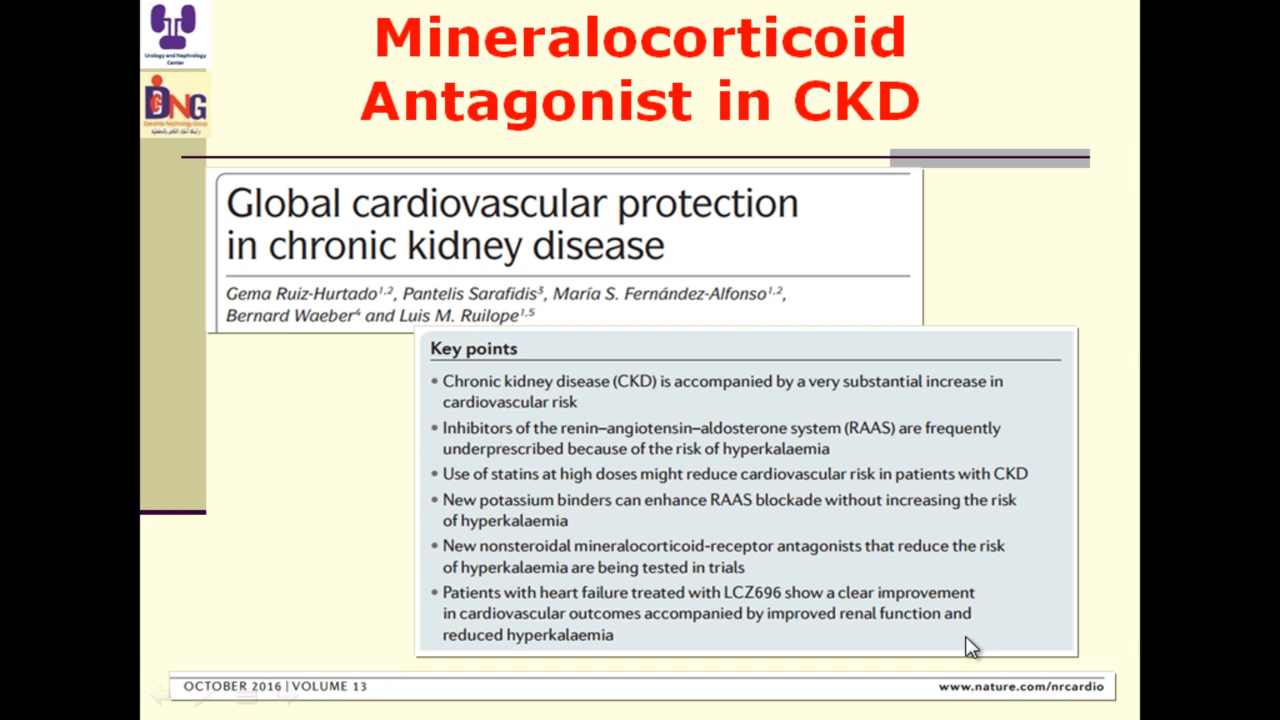 Urology and Nephrology
Center
Mineralocorticoid
Antagonist in CKD
DNG
Global cardiovascular protection
in chronic kidney disease
Gema Ruiz-Hurtado1,2, Pantelis Sarafidis3, María S. Fernández-Alfonso1,2,
Bernard Waeber4 and Luis M. Ruilope1,5
Key points
• Chronic kidney disease (CKD) is accompanied by a very substantial increase in
cardiovascular risk
• Inhibitors of the renin–angiotensin–aldosterone system (RAAS) are frequently
underprescribed because of the risk of hyperkalaemia
• Use of statins at high doses might reduce cardiovascular risk in patients with CKD
• New potassium binders can enhance RAAS blockade without increasing the risk
of hyperkalaemia
• New nonsteroidal mineralocorticoid-receptor antagonists that reduce the risk
of hyperkalaemia are being tested in trials
• Patients with heart failure treated with LCZ696 show a clear improvement
in cardiovascular outcomes accompanied by improved renal function and
reduced hyperkalaemia
OCTOBER 2016 | VOLUME 13
www.nature.com/nrcardio